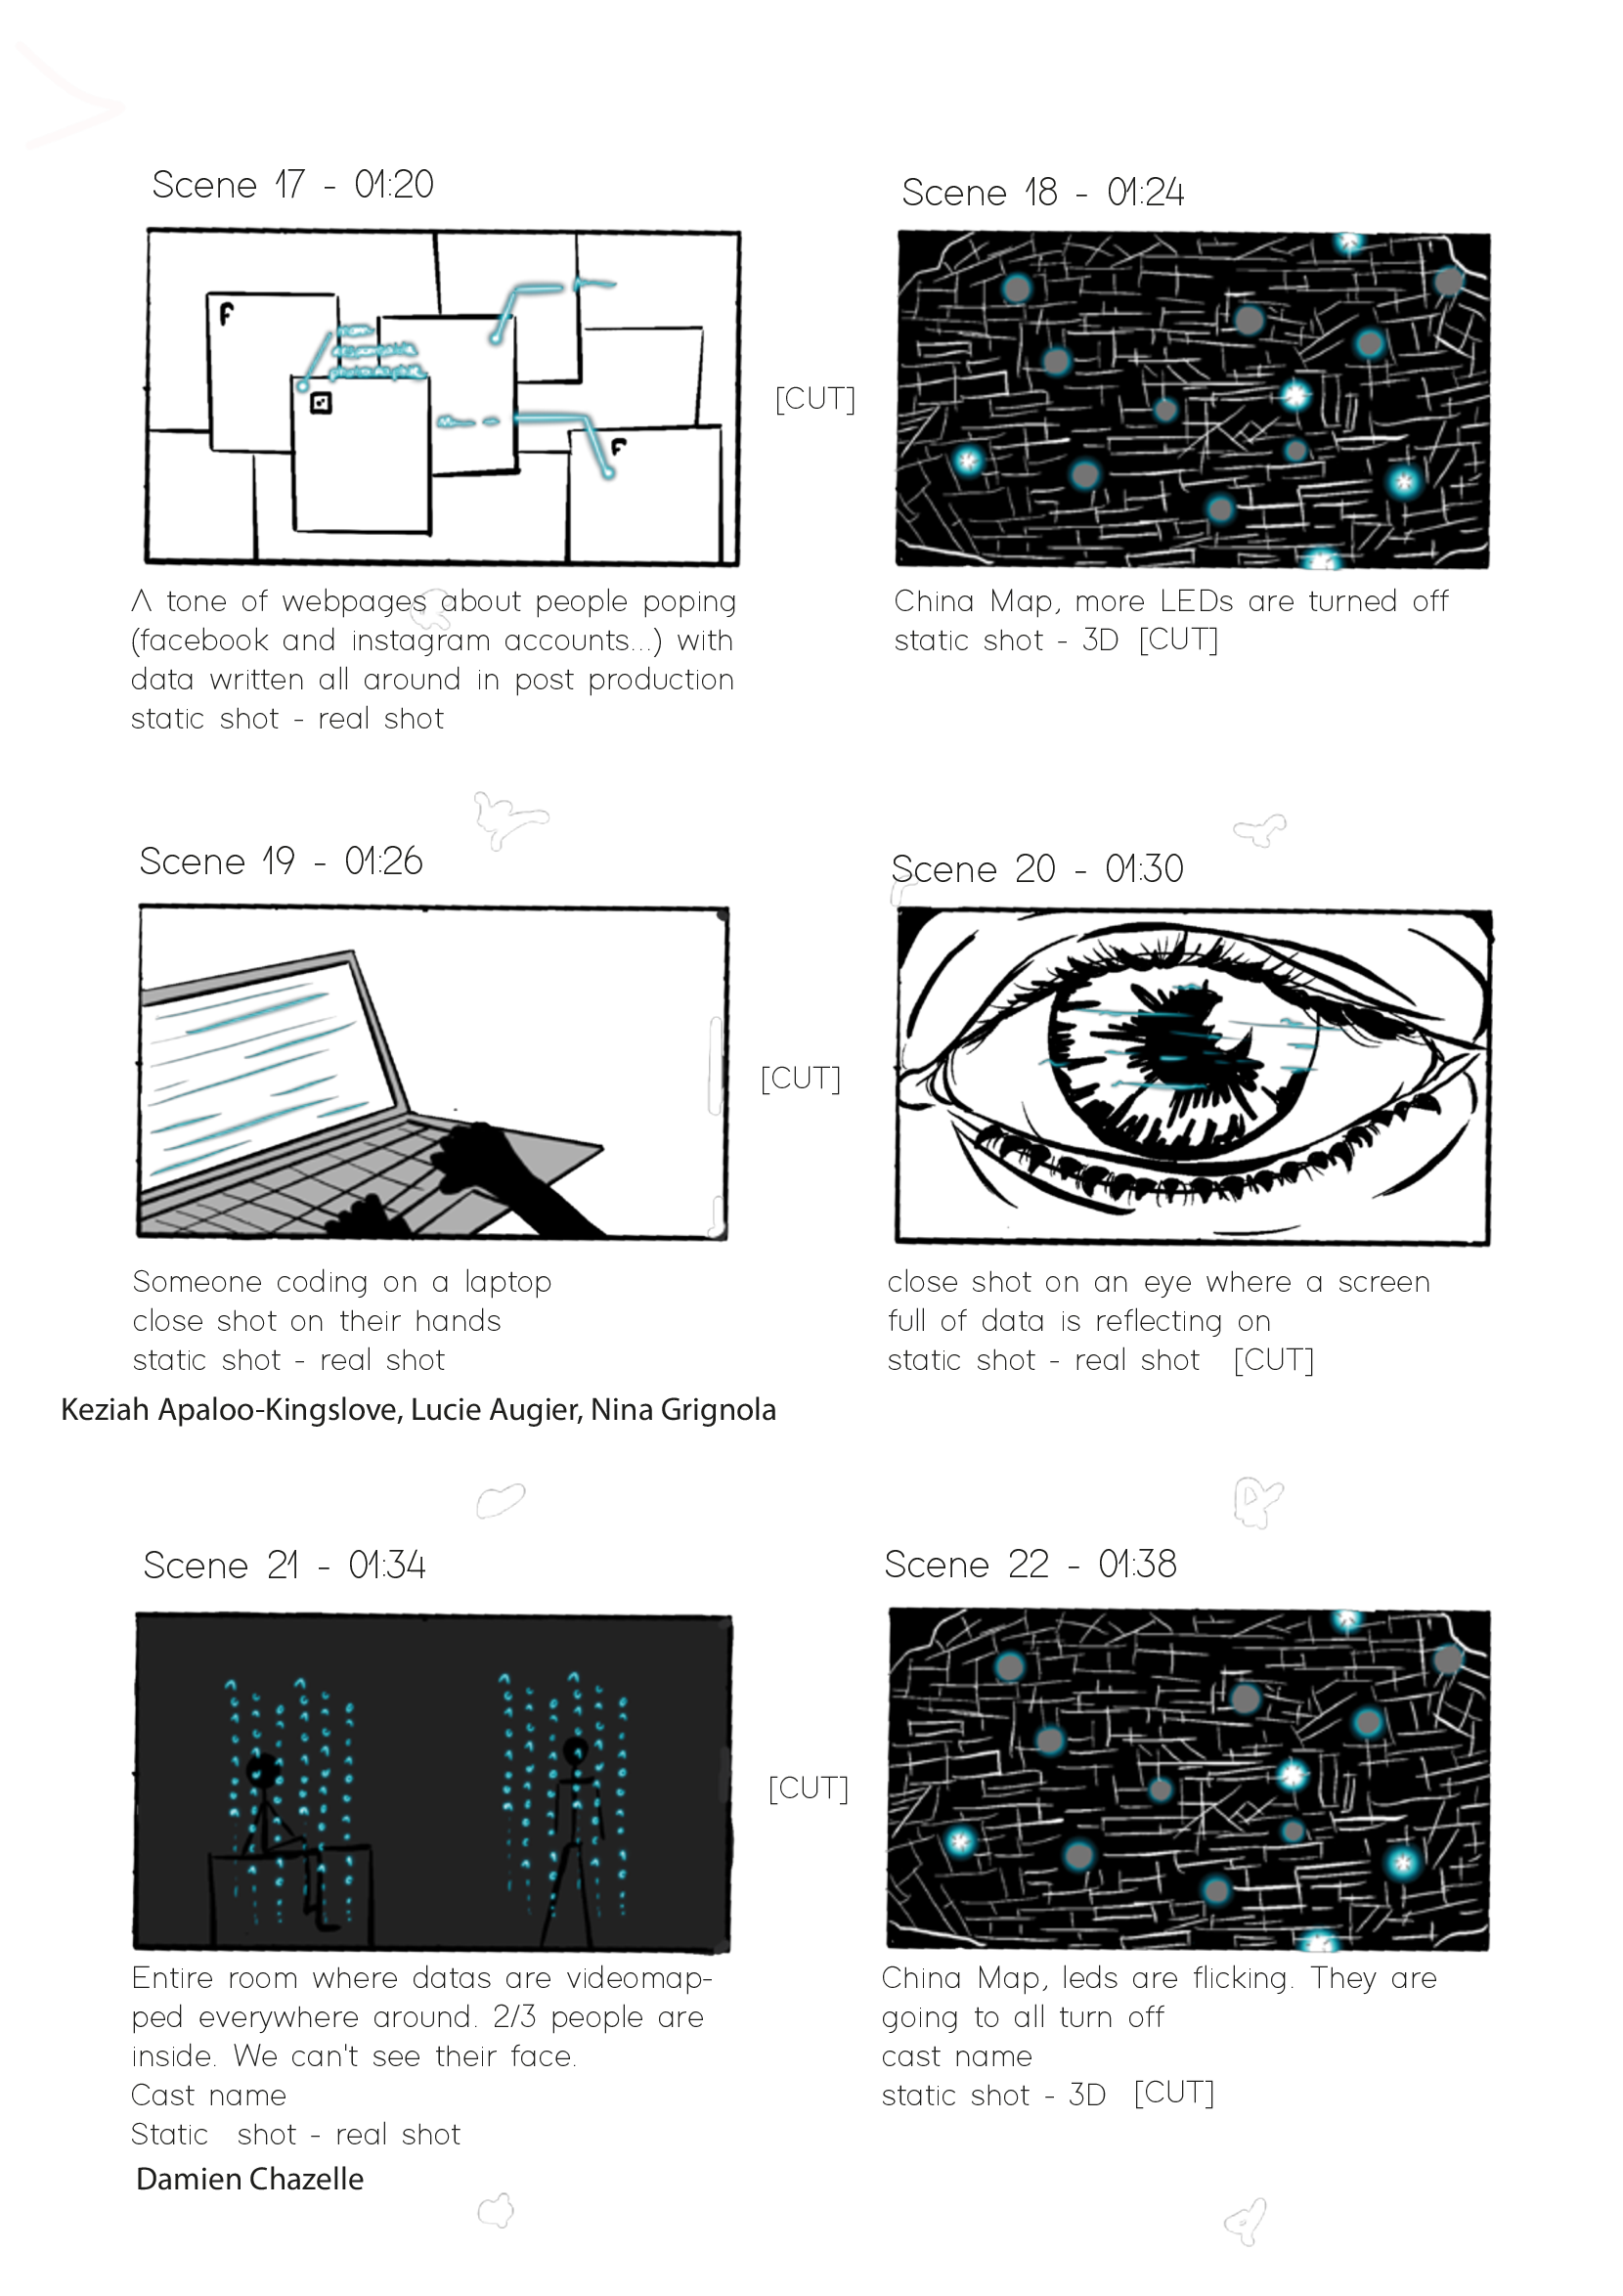 Scene 17 - 01:20
F
F
[CUT]
A tone of webpages about people poping
(facebook and instagram accounts...) with
data written all around in post production
static shot - real shot
Scene 18 - 01:24
China Map, more LEDs are turned off
static shot - 3D [CUT]
Scene 19 - 01:26
[CUT]
Someone coding on a laptop
close shot on their hands
static shot - real shot
Keziah Apaloo-Kingslove, Lucie Augier, Nina Grignola
Scene 20 - 01:30
close shot on an eye where a screen
full of data is reflecting on
static shot - real shot [CUT]
Scene 21 - 01:34
[CUT]
Entire room where datas are videomap-
ped everywhere around. 2/3 people are
inside. We can't see their face.
Cast name
Static shot - real shot
Damien Chazelle
Scene 22 - 01:38
China Map, leds are flicking. They are
going to all turn off
cast name
static shot - 3D [CUT]